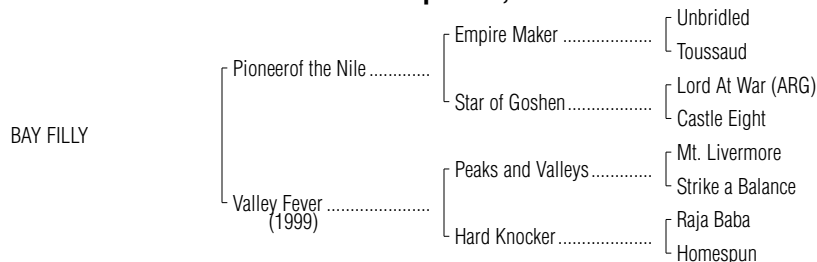 Unbridled
Empire Maker ....................
Toussaud
Pioneerof the Nile .............
Lord At War (ARG)
Star of Goshen..................
Castle Eight
BAY FILLY
Mt. Livermore
Peaks and Valleys.............
Strike a Balance
Valley Fever .......................
(1999)
Raja Baba
Hard Knocker.....................
Homespun